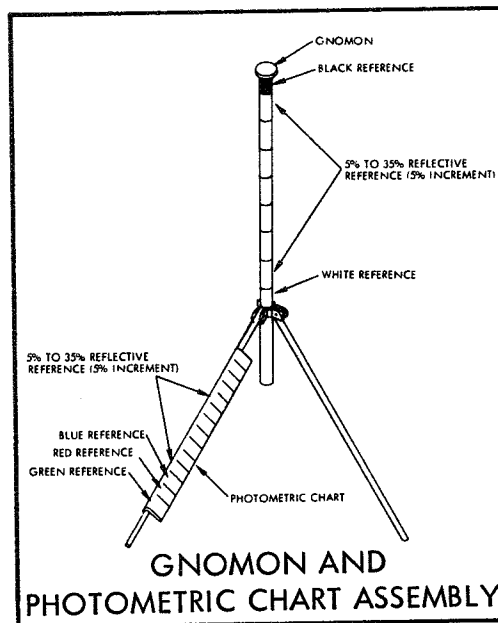 GNOMON
BLACK REFERENCE
5% TO 35% REFLECTIVE
REFERENCE (5% INCREMENT)
WHITE REFERENCE
5% TO 35% REFLECTIVE
REFERENCE (5% INCREMENT)
BLUE REFERENCE
RED REFERENCE
GREEN REFERENCE
PHOTOMETRIC CHART
GNOMON AND
PHOTOMETRIC CHART ASSEMBLY